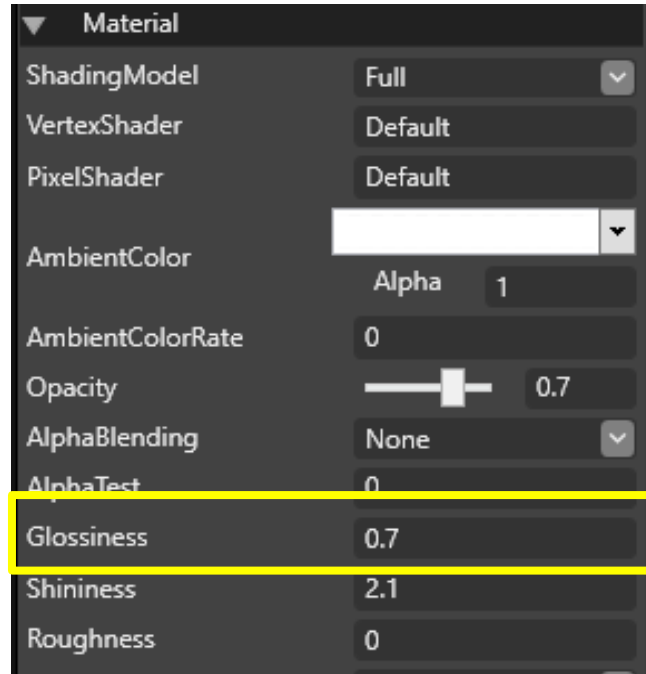 Material
ShadingModel Full
VertexShader Default
PixelShader Default
AmbientColor
Alpha 1
AmbientColorRate 0
Opacity 0.7
AlphaBlending None
AlphaTest 0
Glossiness 0.7
Shininess 2.1
Roughness 0